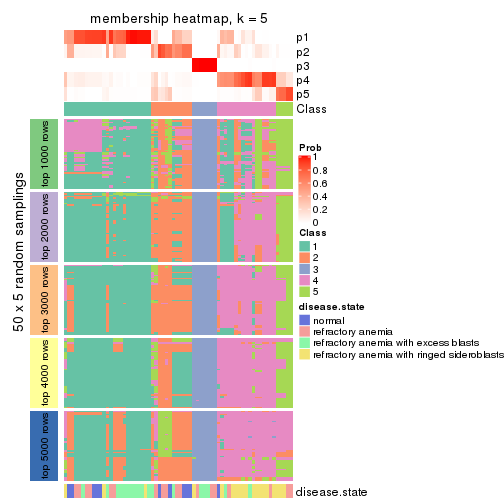 membership heatmap, k = 5
p1
p2
p3
p4
p5
Class
50 x 5 random samplings
top 1000 rows
top 2000 rows
top 3000 rows
top 4000 rows
top 5000 rows
Prob
1
0.8
0.6
0.4
0.2
0
Class
1
2
3
4
5
disease.state
normal
refractory anemia
refractory anemia with excess blasts
refractory anemia with ringed sideroblasts
disease.state